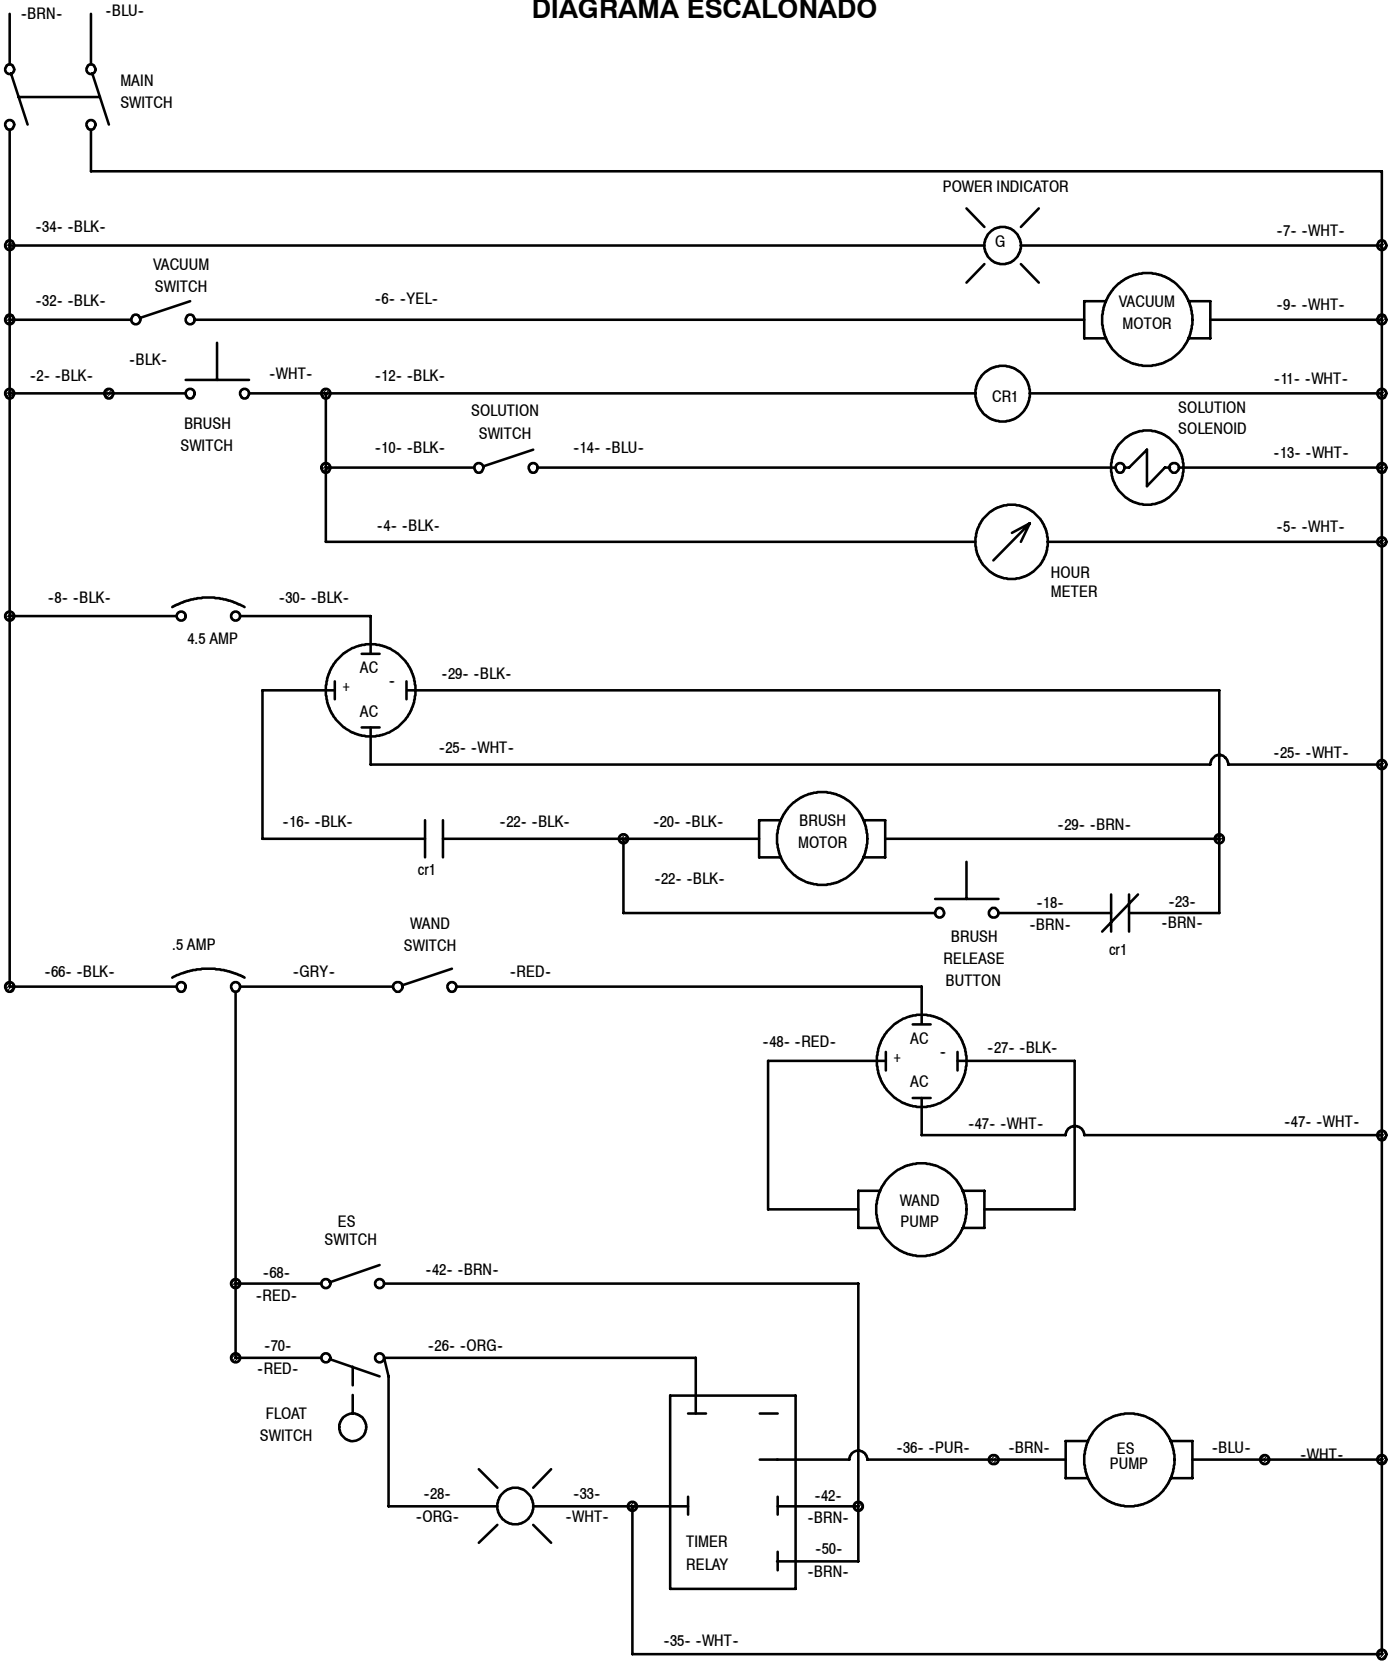 DIAGRAMA ESCALONADO
-BRN-
-BLU-
MAIN
SWITCH
POWER INDICATOR
-34- -BLK-
G
-7- -WHT-
VACUUM
SWITCH
-32- -BLK-
-6- -YEL-
VACUUM
MOTOR
-9- -WHT-
-BLK-
-2- -BLK-
-WHT-
-12- -BLK-
CR1
-11- -WHT-
BRUSH
SWITCH
SOLUTION
SWITCH
SOLUTION
SOLENOID
-10- -BLK-
-14- -BLU-
-13- -WHT-
-4- -BLK-
-5- -WHT-
HOUR
METER
-8- -BLK-
-30- -BLK-
4.5 AMP
AC
+
-
AC
-29- -BLK-
-25- -WHT-
-25- -WHT-
-16- -BLK-
cr1
-22- -BLK-
-20- -BLK-
BRUSH
MOTOR
-29- -BRN-
-22- -BLK-
-18-
-BRN-
-23-
-BRN-
cr1
BRUSH
RELEASE
BUTTON
.5 AMP
WAND
SWITCH
-66- -BLK-
-GRY-
-RED-
AC
+
-
AC
-48- -RED-
-27- -BLK-
-47- -WHT-
-47- -WHT-
WAND
PUMP
ES
SWITCH
-68-
-RED-
-42- -BRN-
-70-
-RED-
-26- -ORG-
FLOAT
SWITCH
-36- -PUR-
-BRN-
ES
PUMP
-BLU-
-WHT-
-28-
-ORG-
-33-
-WHT-
TIMER
RELAY
-42-
-BRN-
-50-
-BRN-
-35- -WHT-